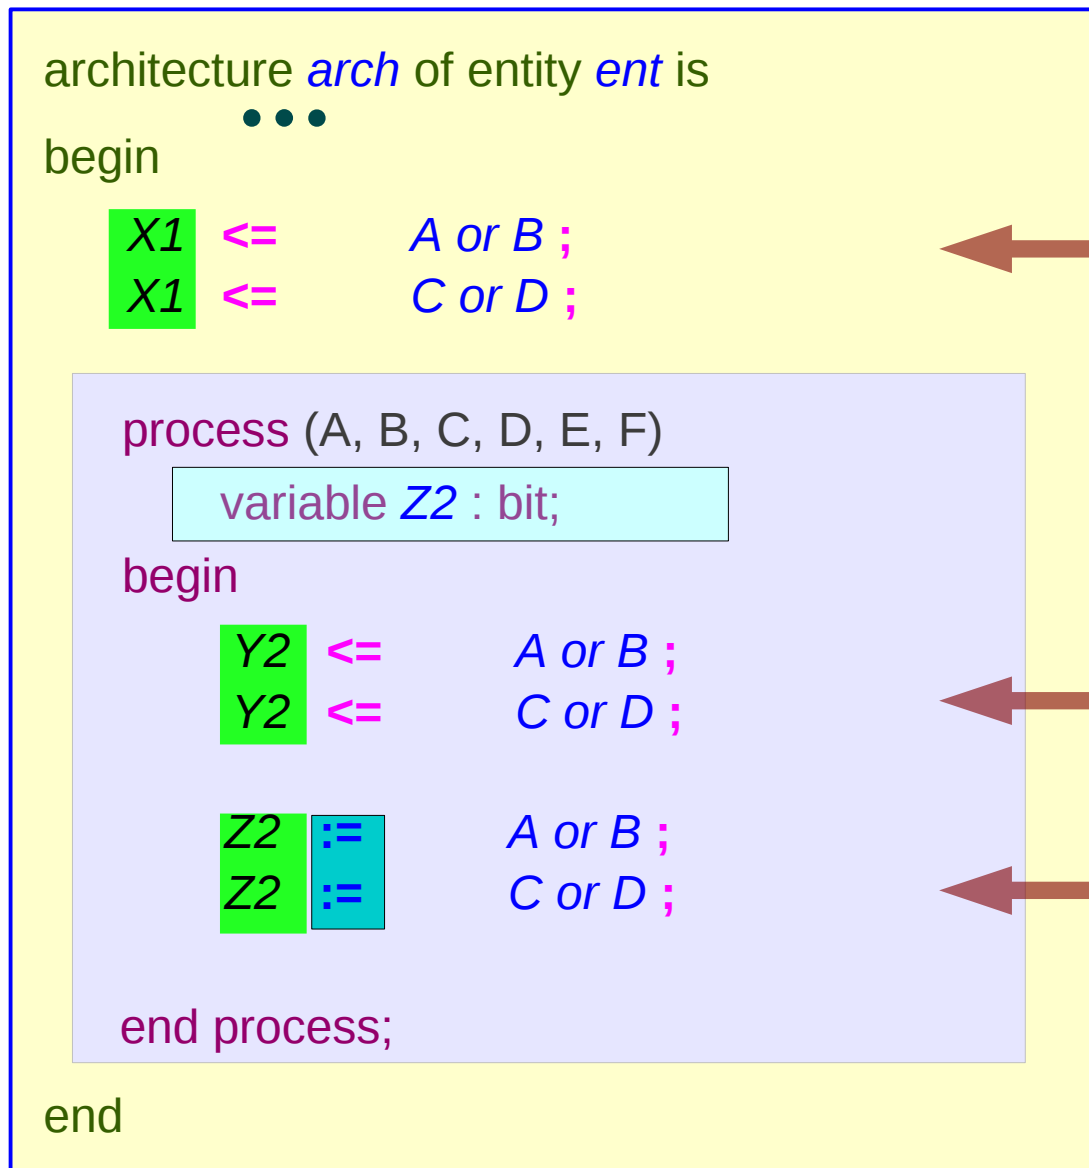 architecture arch of entity ent is
•••
begin
X1 <= A or B ;
X1 <= C or D ;
process (A, B, C, D, E, F)
variable Z2 : bit;
begin
Y2 <= A or B ;
Y2 <= C or D ;
Z2 := A or B ;
Z2 := C or D ;
end process;
end